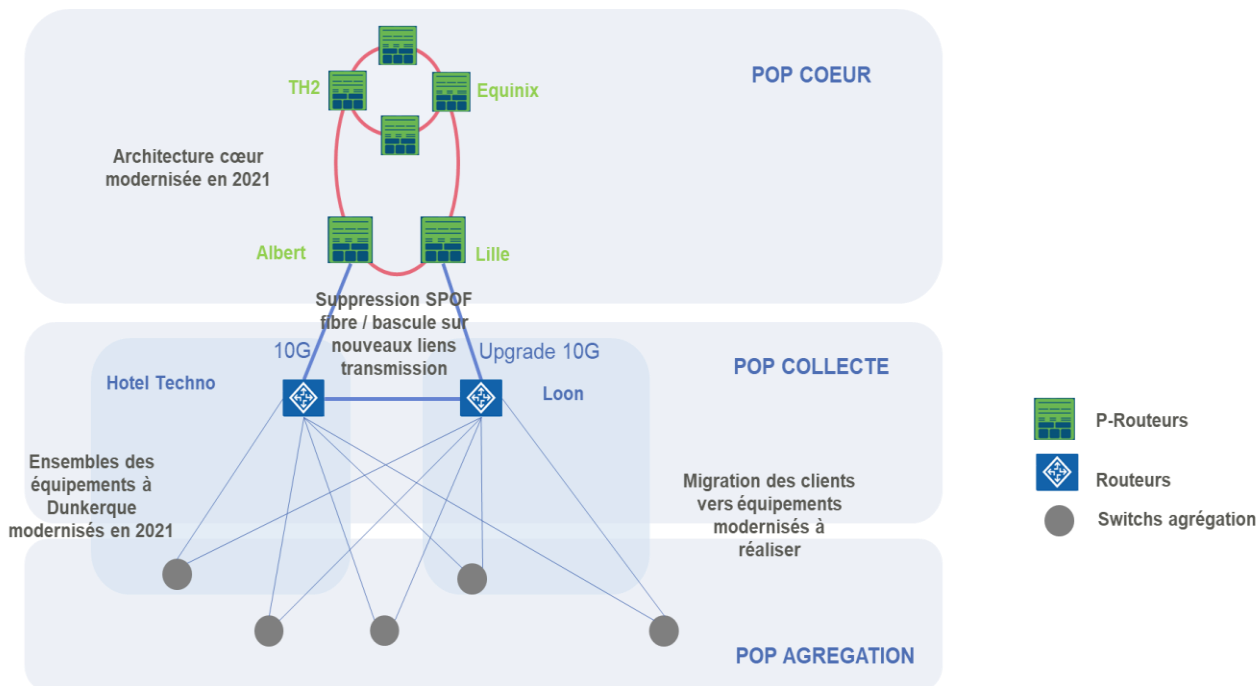 POP COEUR
TH2
Equinix
Architecture cœur
modernisée en 2021
Albert
Lille
Suppression SPOF
fibre / bascule sur
nouveaux liens
transmission
10G
Upgrade 10G
POP COLLECTE
Hotel Techno
Loon
Ensembles des
équipements à
Dunkerque
modernisés en 2021
Migration des clients
vers équipements
modernisés à
réaliser
POP AGREGATION
P-Routeurs
Routeurs
Switchs agrégation